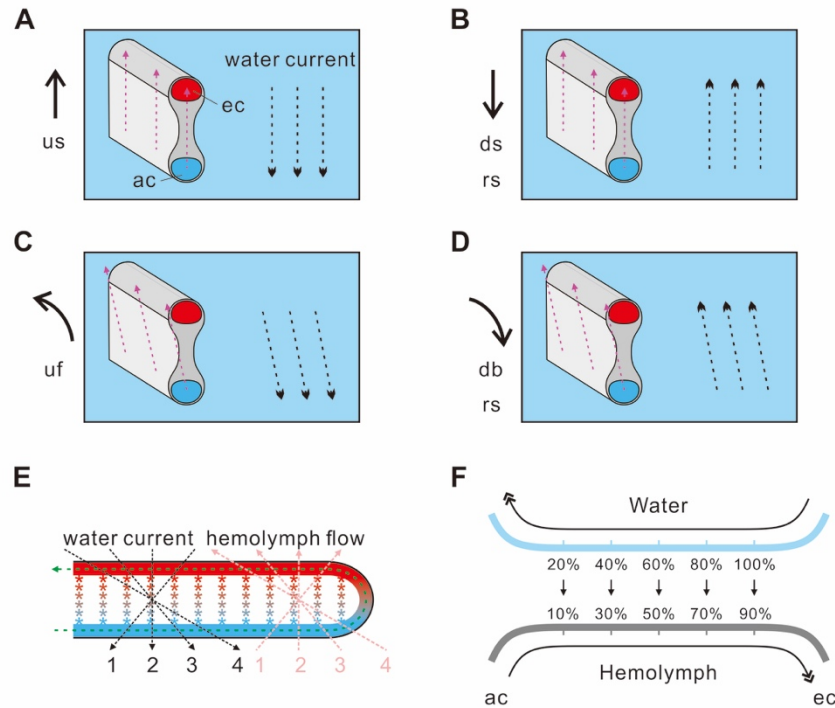 A
us
water current
ec
ac
B
ds
rs
C
uf
D
db
rs
E
water current hemolymph flow
1 2 3 4 1 2 3 4
F
Water
20% 40% 60% 80% 100%
10% 30% 50% 70% 90%
Hemolymph
ac ec